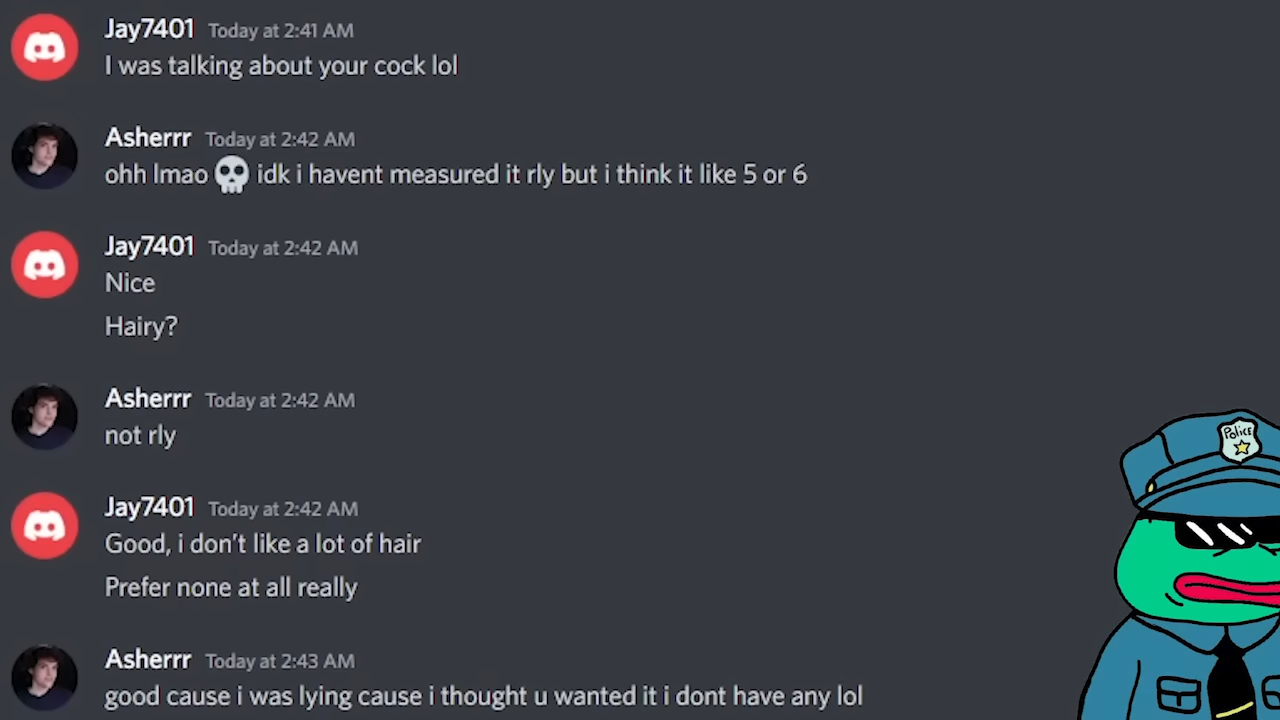 Jay7401 Today at 2:41 AM
I was talking about your cock lol
Asherrr Today at 2:42 AM
ohh lmao 💀 idk i havent measured it rly but i think it like 5 or 6
Jay7401 Today at 2:42 AM
Nice
Hairy?
Asherrr Today at 2:42 AM
not rly
Jay7401 Today at 2:42 AM
Good, i don't like a lot of hair
Prefer none at all really
Asherrr Today at 2:43 AM
good cause i was lying cause i thought u wanted it i dont have any lol
POLICE